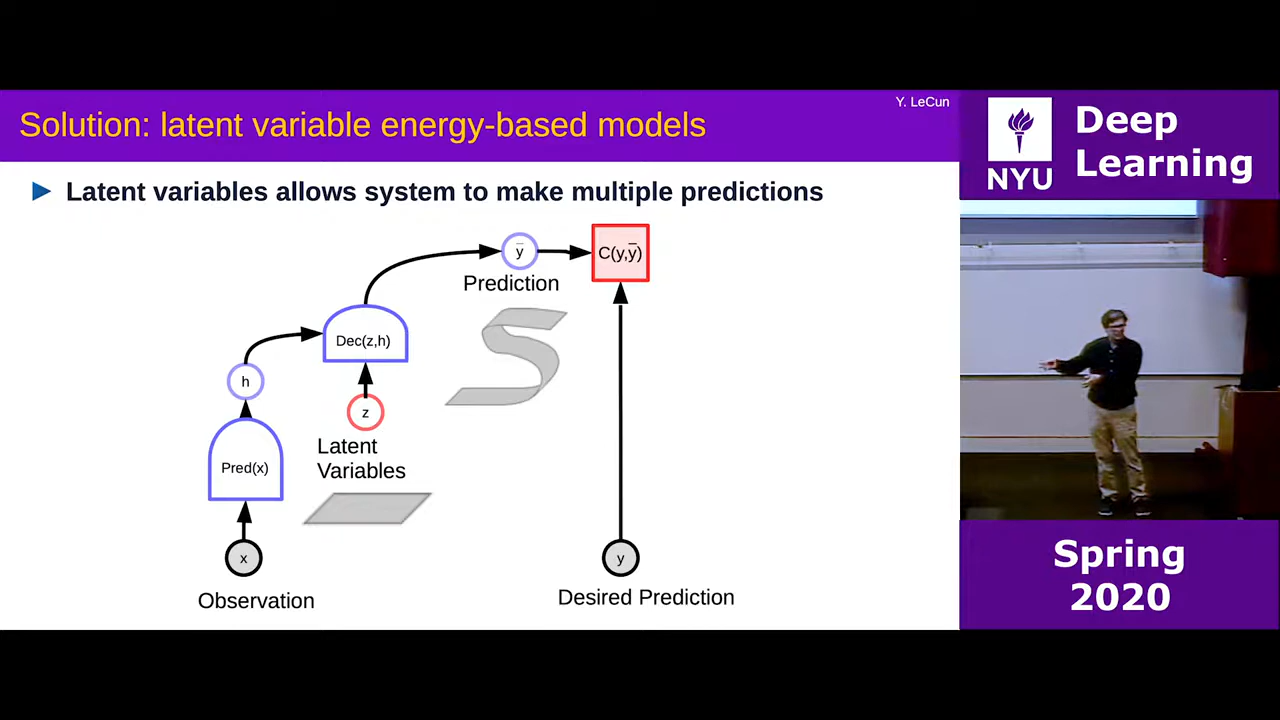 Y. LeCun
Solution: latent variable energy-based models
Latent variables allows system to make multiple predictions
ȳ
C(y,ȳ)
Prediction
Dec(z,h)
h
z
Latent
Variables
Pred(x)
x
y
Observation
Desired Prediction
NYU
Deep
Learning
Spring
2020